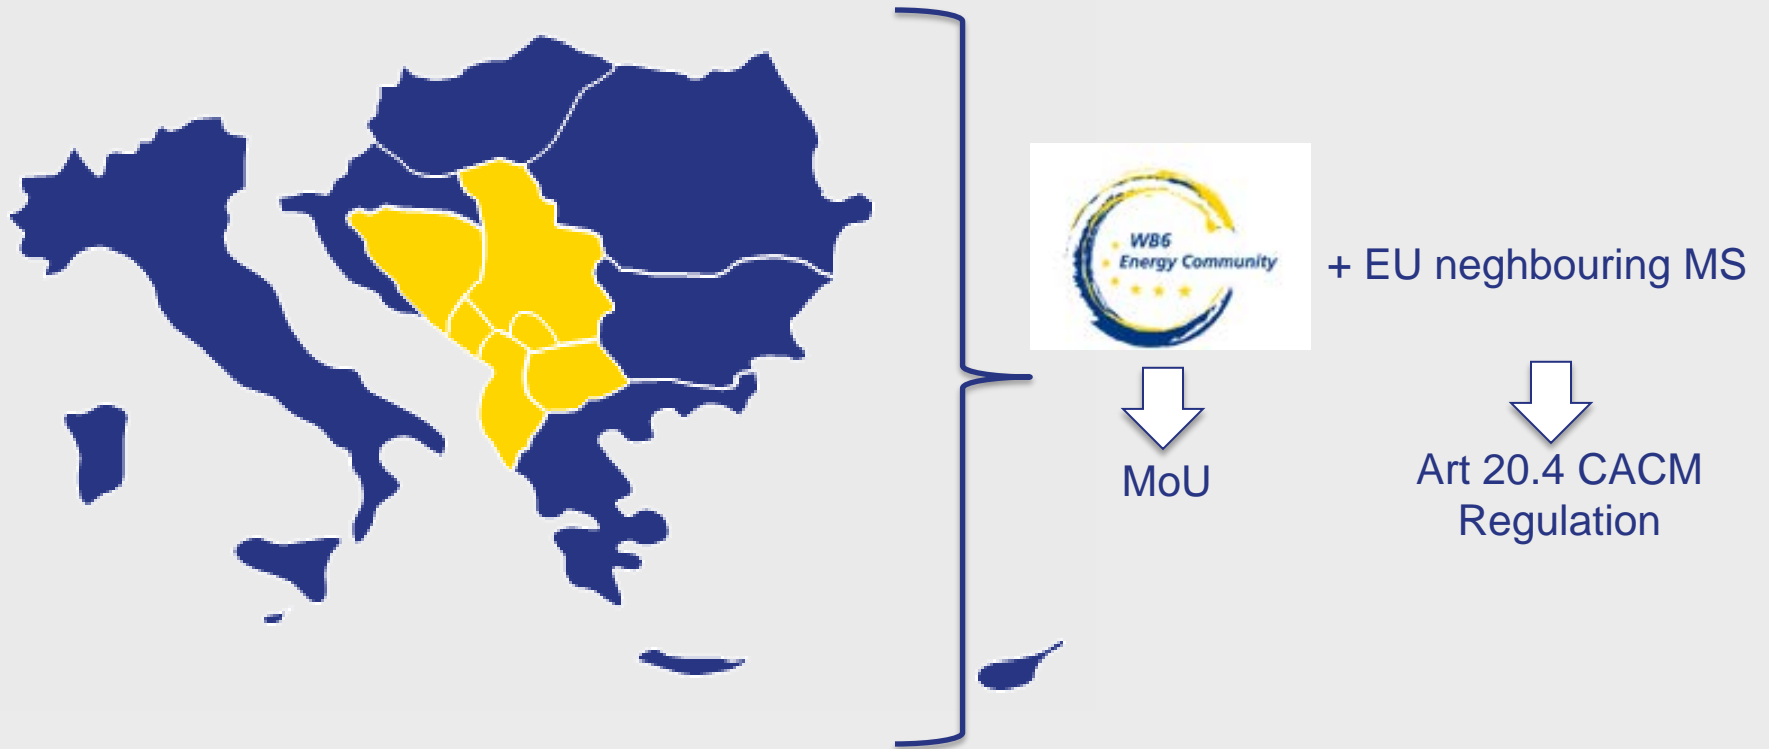 WB6
Energy Community
+ EU neghbouring MS
MoU
Art 20.4 CACM
Regulation